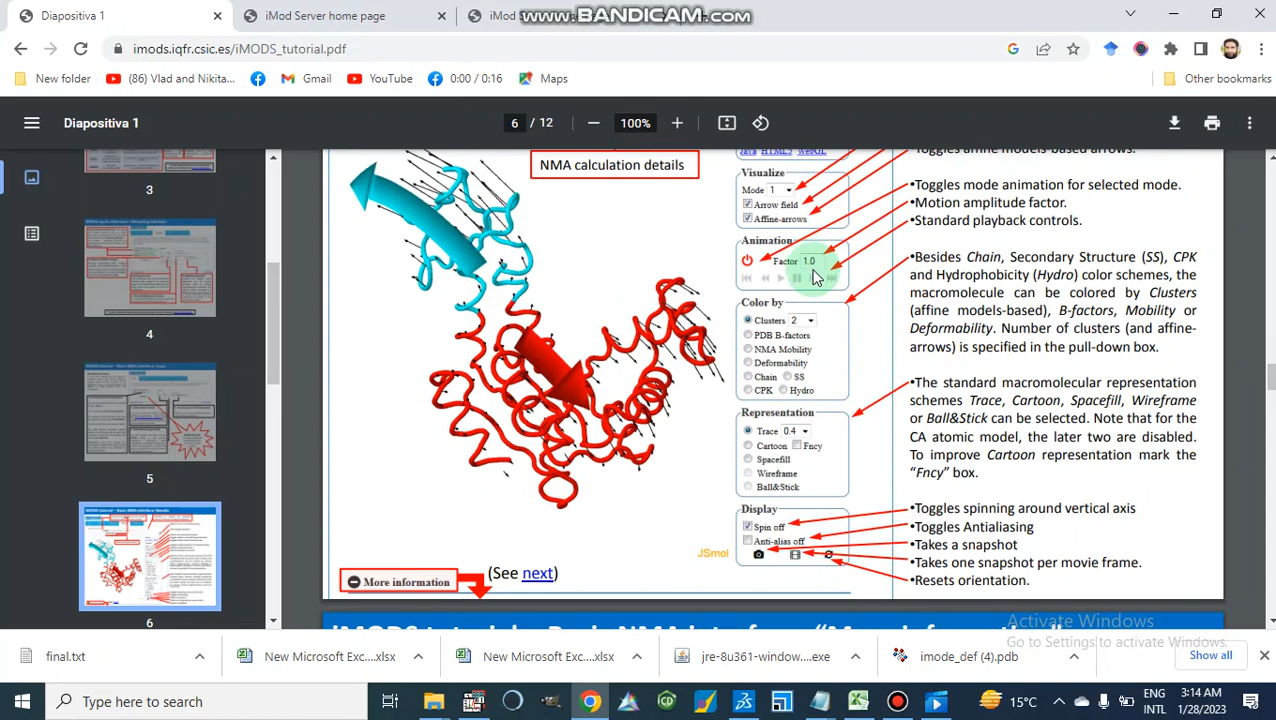 Diapositiva 1
iMod Server home page
iMod S
www.BANDICAM.com
imods.iqfr.csic.es/iMODS_tutorial.pdf
New folder
(86) Vlad and Nikita...
Gmail
YouTube
0:00 / 0:16
Maps
Other bookmarks
Diapositiva 1
6 / 12
100%
3
4
5
6
NMA calculation details
Java HTML5 WebGL
Visualize
Mode 1
Arrow field
Affine-arrows
Animation
Factor 1.0
Color by
Clusters 2
PDB B-factors
NMA Mobility
Deformability
Chain SS
CPK Hydro
Representation
Trace 0.4
Cartoon Fncy
Spacefill
Wireframe
Ball&Stick
Display
Spin off
Anti-alias off
JSmol
More information
(See next)
•Toggles affine models-based arrows.
•Toggles mode animation for selected mode.
•Motion amplitude factor.
•Standard playback controls.
•Besides Chain, Secondary Structure (SS), CPK
and Hydrophobicity (Hydro) color schemes, the
macromolecule can be colored by Clusters
(affine models-based), B-factors, Mobility or
Deformability. Number of clusters (and affine-
arrows) is specified in the pull-down box.
•The standard macromolecular representation
schemes Trace, Cartoon, Spacefill, Wireframe
or Ball&Stick can be selected. Note that for the
CA atomic model, the later two are disabled.
To improve Cartoon representation mark the
"Fncy" box.
•Toggles spinning around vertical axis
•Toggles Antialiasing
•Takes a snapshot
•Takes one snapshot per movie frame.
•Resets orientation.
Activate Windows
Go to Settings to activate Windows.
final.txt
New Microsoft Exc....xlsx
New Microsoft Exc....xlsx
jre-8u361-window....exe
imode_def (4).pdb
Show all
Type here to search
15°C
ENG
INTL
3:14 AM
1/28/2023